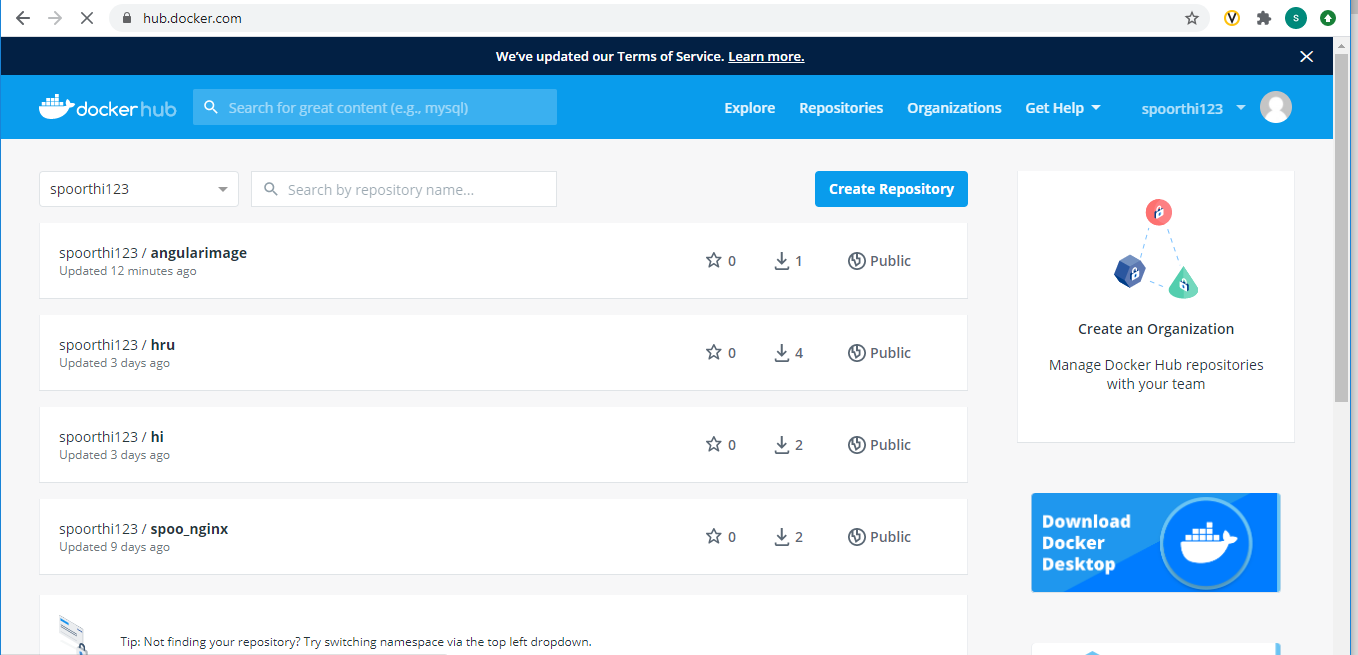 hub.docker.com
V
S
We've updated our Terms of Service. Learn more.
docker hub
Search for great content (e.g., mysql)
Explore
Repositories
Organizations
Get Help
spoorthi123
spoorthi123
Search by repository name...
Create Repository
spoorthi123 / angularimage
Updated 12 minutes ago
0
1
Public
spoorthi123 / hru
Updated 3 days ago
0
4
Public
spoorthi123 / hi
Updated 3 days ago
0
2
Public
spoorthi123 / spoo_nginx
Updated 9 days ago
0
2
Public
Tip: Not finding your repository? Try switching namespace via the top left dropdown.
Create an Organization
Manage Docker Hub repositories
with your team
Download
Docker
Desktop